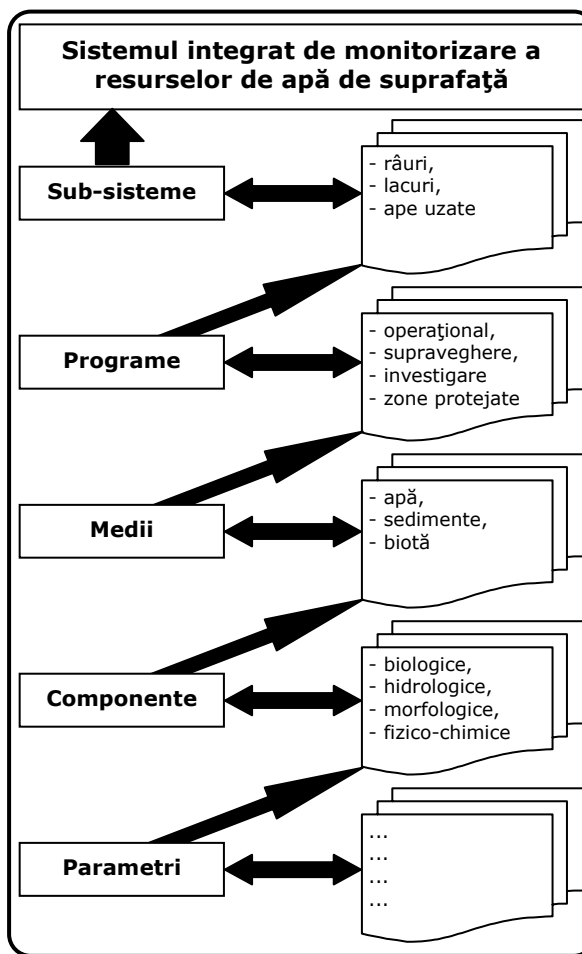 Sistemul integrat de monitorizare a
resurselor de apă de suprafaţă
Sub-sisteme
- râuri,
- lacuri,
- ape uzate
Programe
- operaţional,
- supraveghere,
- investigare
- zone protejate
Medii
- apă,
- sedimente,
- biotă
Componente
- biologice,
- hidrologice,
- morfologice,
- fizico-chimice
Parametri
...
...
...
...